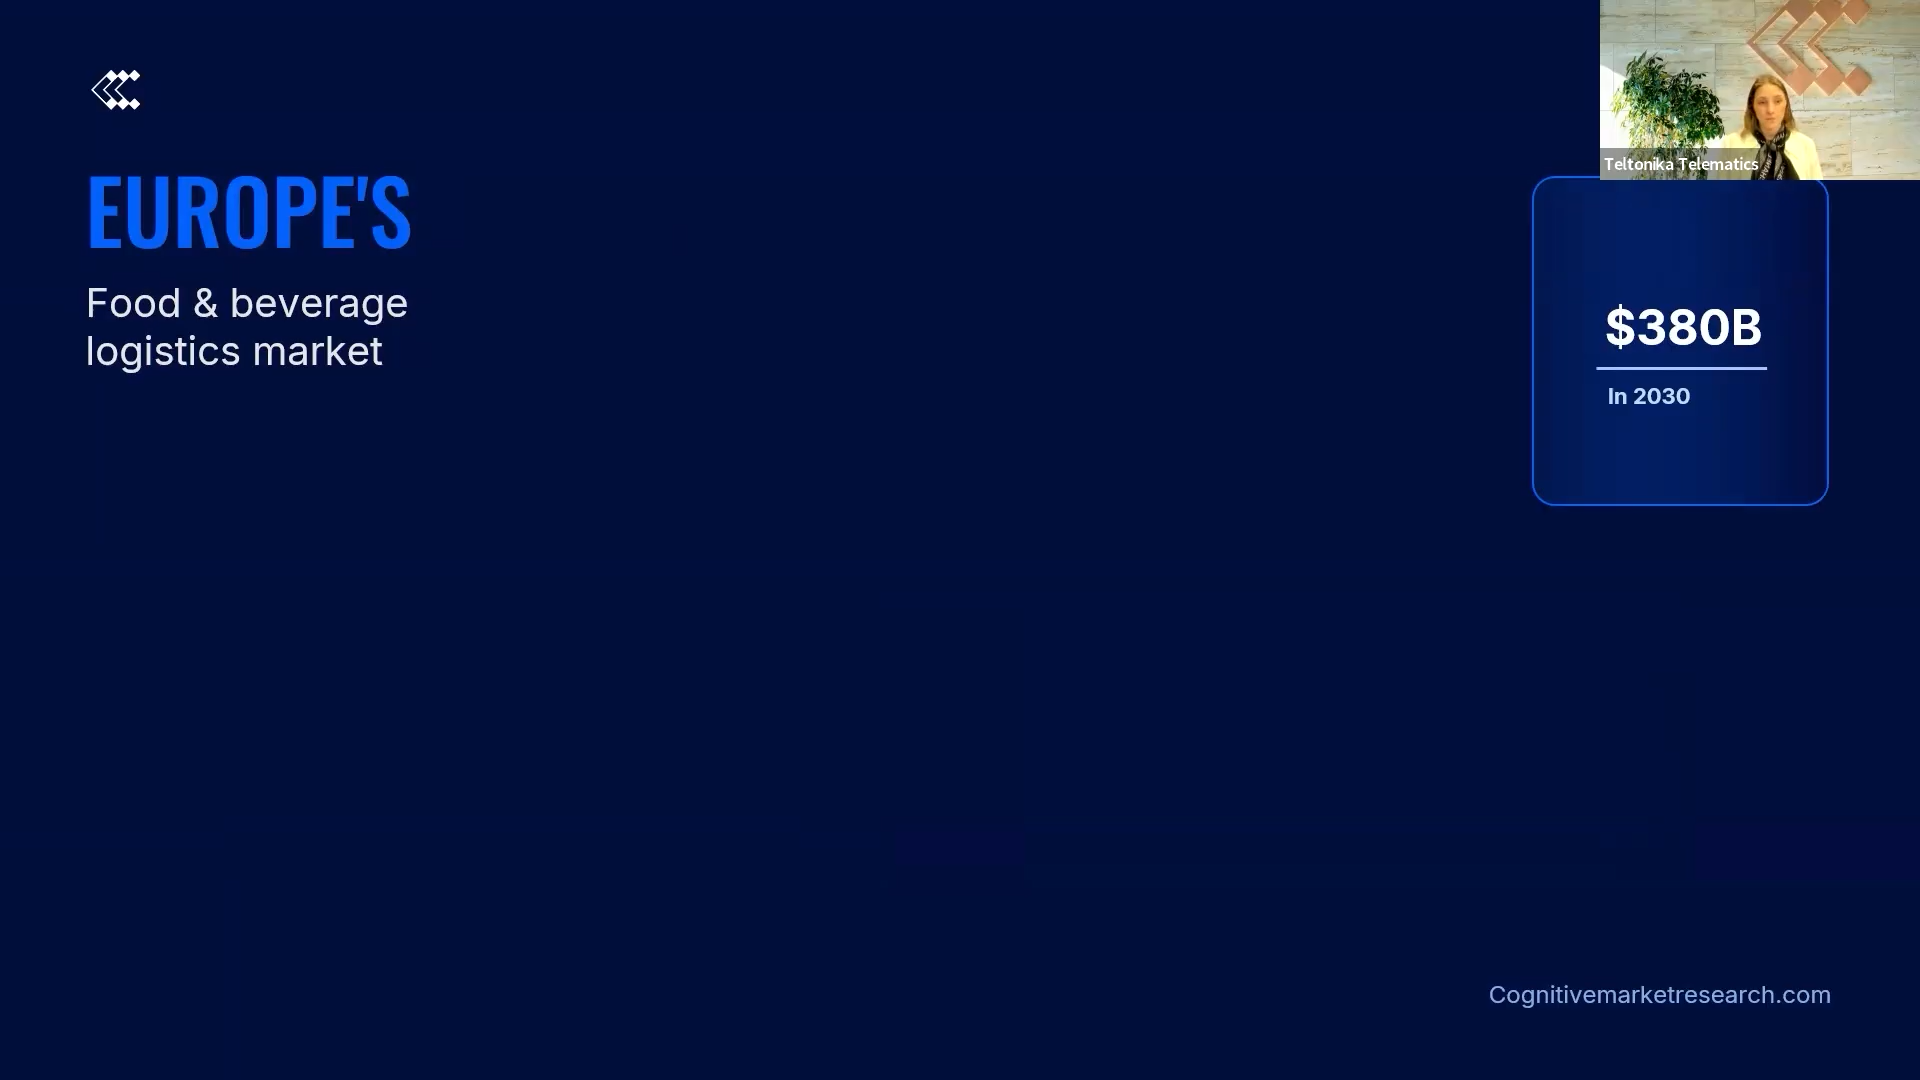 EUROPE'S
Food & beverage
logistics market
Teltonika Telematics
$380B
In 2030
Cognitivemarketresearch.com